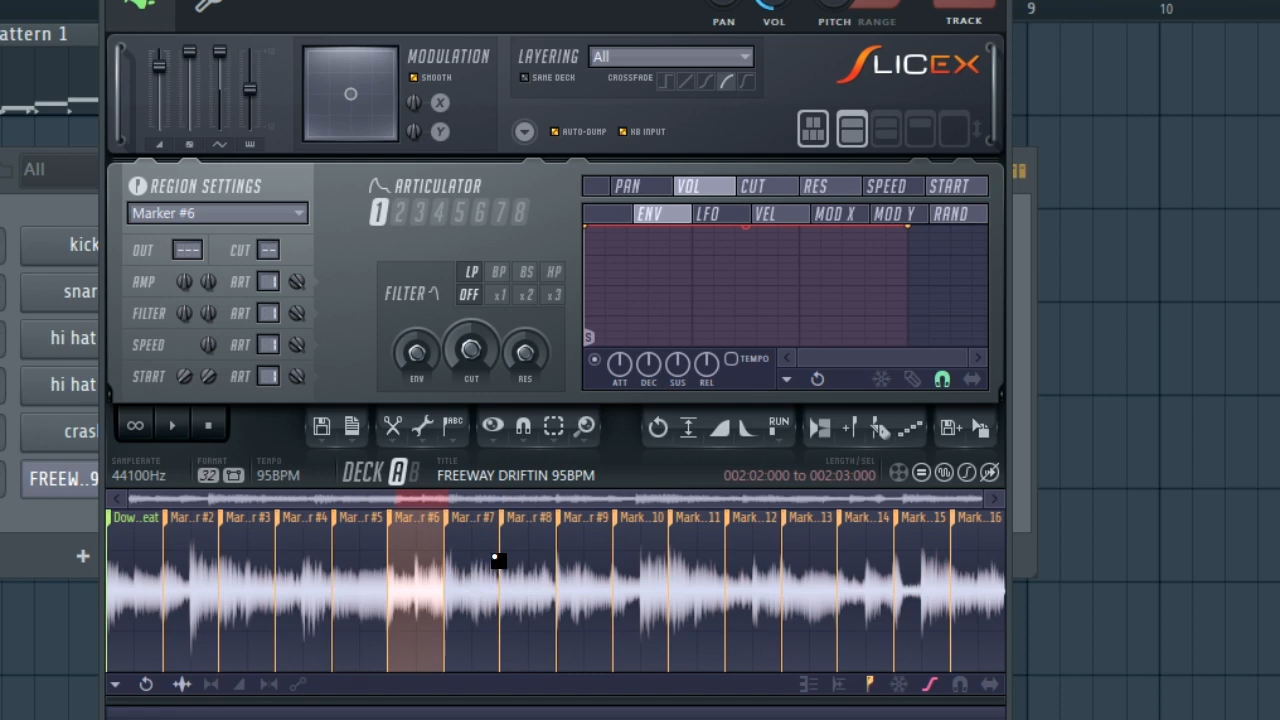 attern 1
9
10
PAN VOL PITCH RANGE TRACK
MODULATION
SMOOTH
X
Y
LAYERING All
SAME DECK CROSSFADE
AUTO-DUMP KB INPUT
SLICEX
All
kick
snar
hi hat
hi hat
crash
FREEW..9
+
REGION SETTINGS
Marker #6
OUT --- CUT --
AMP ART 1
FILTER ART 1
SPEED ART 1
START ART 1
ARTICULATOR
1 2 3 4 5 6 7 8
FILTER
LP BP BS HP
OFF x1 x2 x3
ENV CUT RES
PAN VOL CUT RES SPEED START
ENV LFO VEL MOD X MOD Y RAND
S
ATT DEC SUS REL TEMPO
ABC
RUN
SAMPLERATE
44100Hz
FORMAT
32
TEMPO
95BPM
DECK A B
TITLE
FREEWAY DRIFTIN 95BPM
LENGTH/SEL
002:02:000 to 002:03:000
Dow..eat Mar..r #2 Mar..r #3 Mar..r #4 Mar..r #5 Mar..r #6 Mar..r #7 Mar..r #8 Mar..r #9 Mark..10 Mark..11 Mark..12 Mark..13 Mark..14 Mark..15 Mark..16